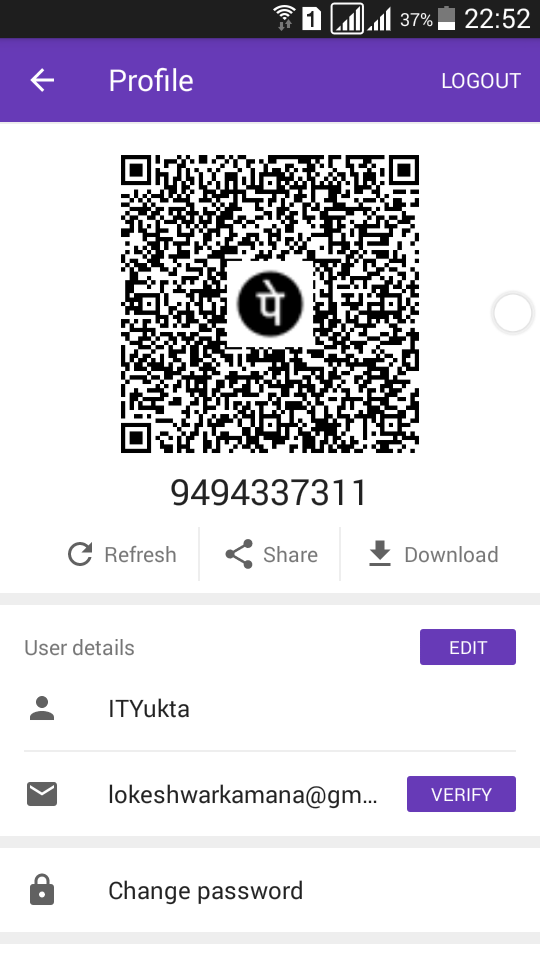 1 37% 22:52
Profile LOGOUT
पे
9494337311
Refresh Share Download
User details EDIT
ITYukta
lokeshwarkamana@gm... VERIFY
Change password